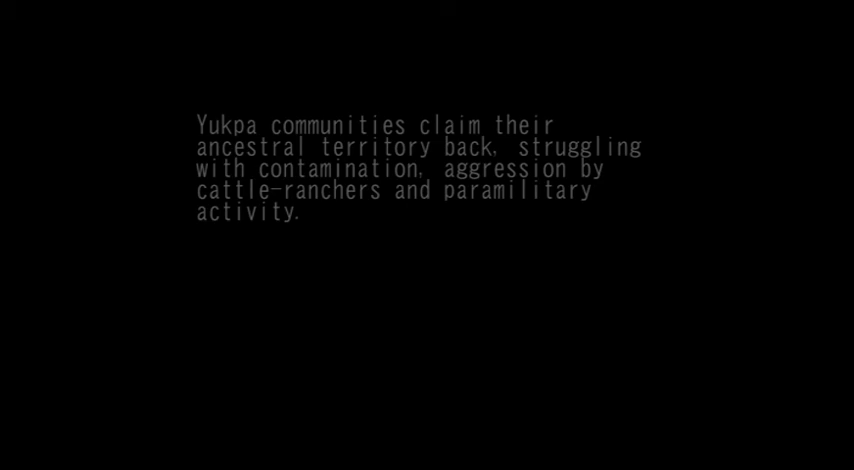 Yukpa communities claim their
ancestral territory back, struggling
with contamination, aggression by
cattle-ranchers and paramilitary
activity.